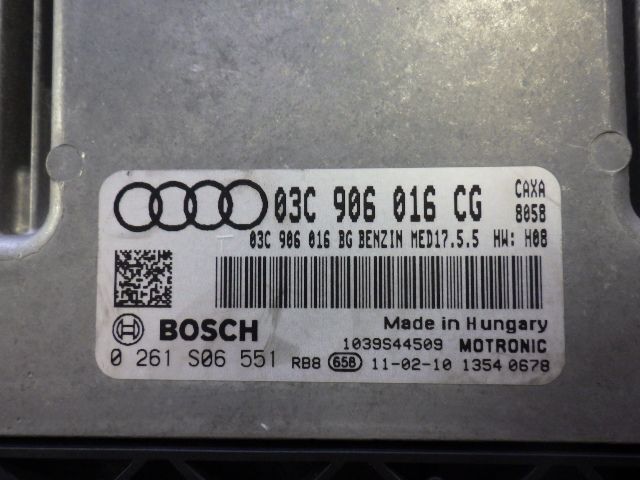 03C 906 016 CG CAXA
8058
03C 906 016 BG BENZIN MED17.5.5 HW: H08
BOSCH Made in Hungary
1039S44509 MOTRONIC
0 261 S06 551 RB8 658 11-02-10 1354 0678